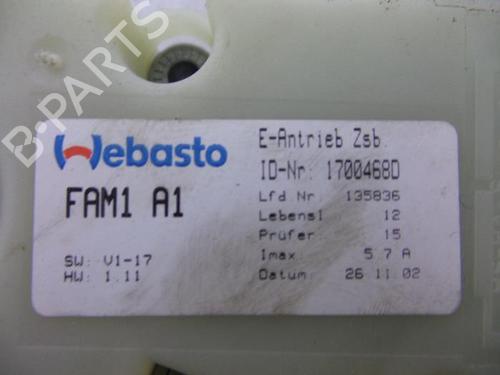 B-PARTS
Webasto
FAM1 A1
SW: V1-17
HW: 1.11
E-Antrieb Zsb.
ID-Nr: 1700468D
Lfd.Nr. 135836
Lebensl 12
Prüfer: 15
Imax 5.7 A
Datum: 26.11.02